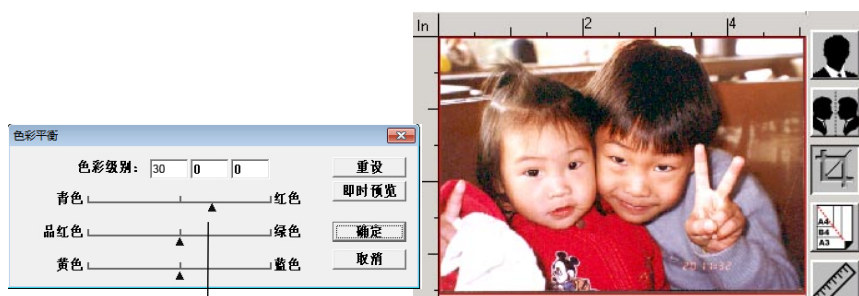 In 2 4
色彩平衡
色彩级别: 30 0 0 重设
青色 红色 即时预览
品红色 绿色 确定
黄色 蓝色 取消
A4
B4
A3